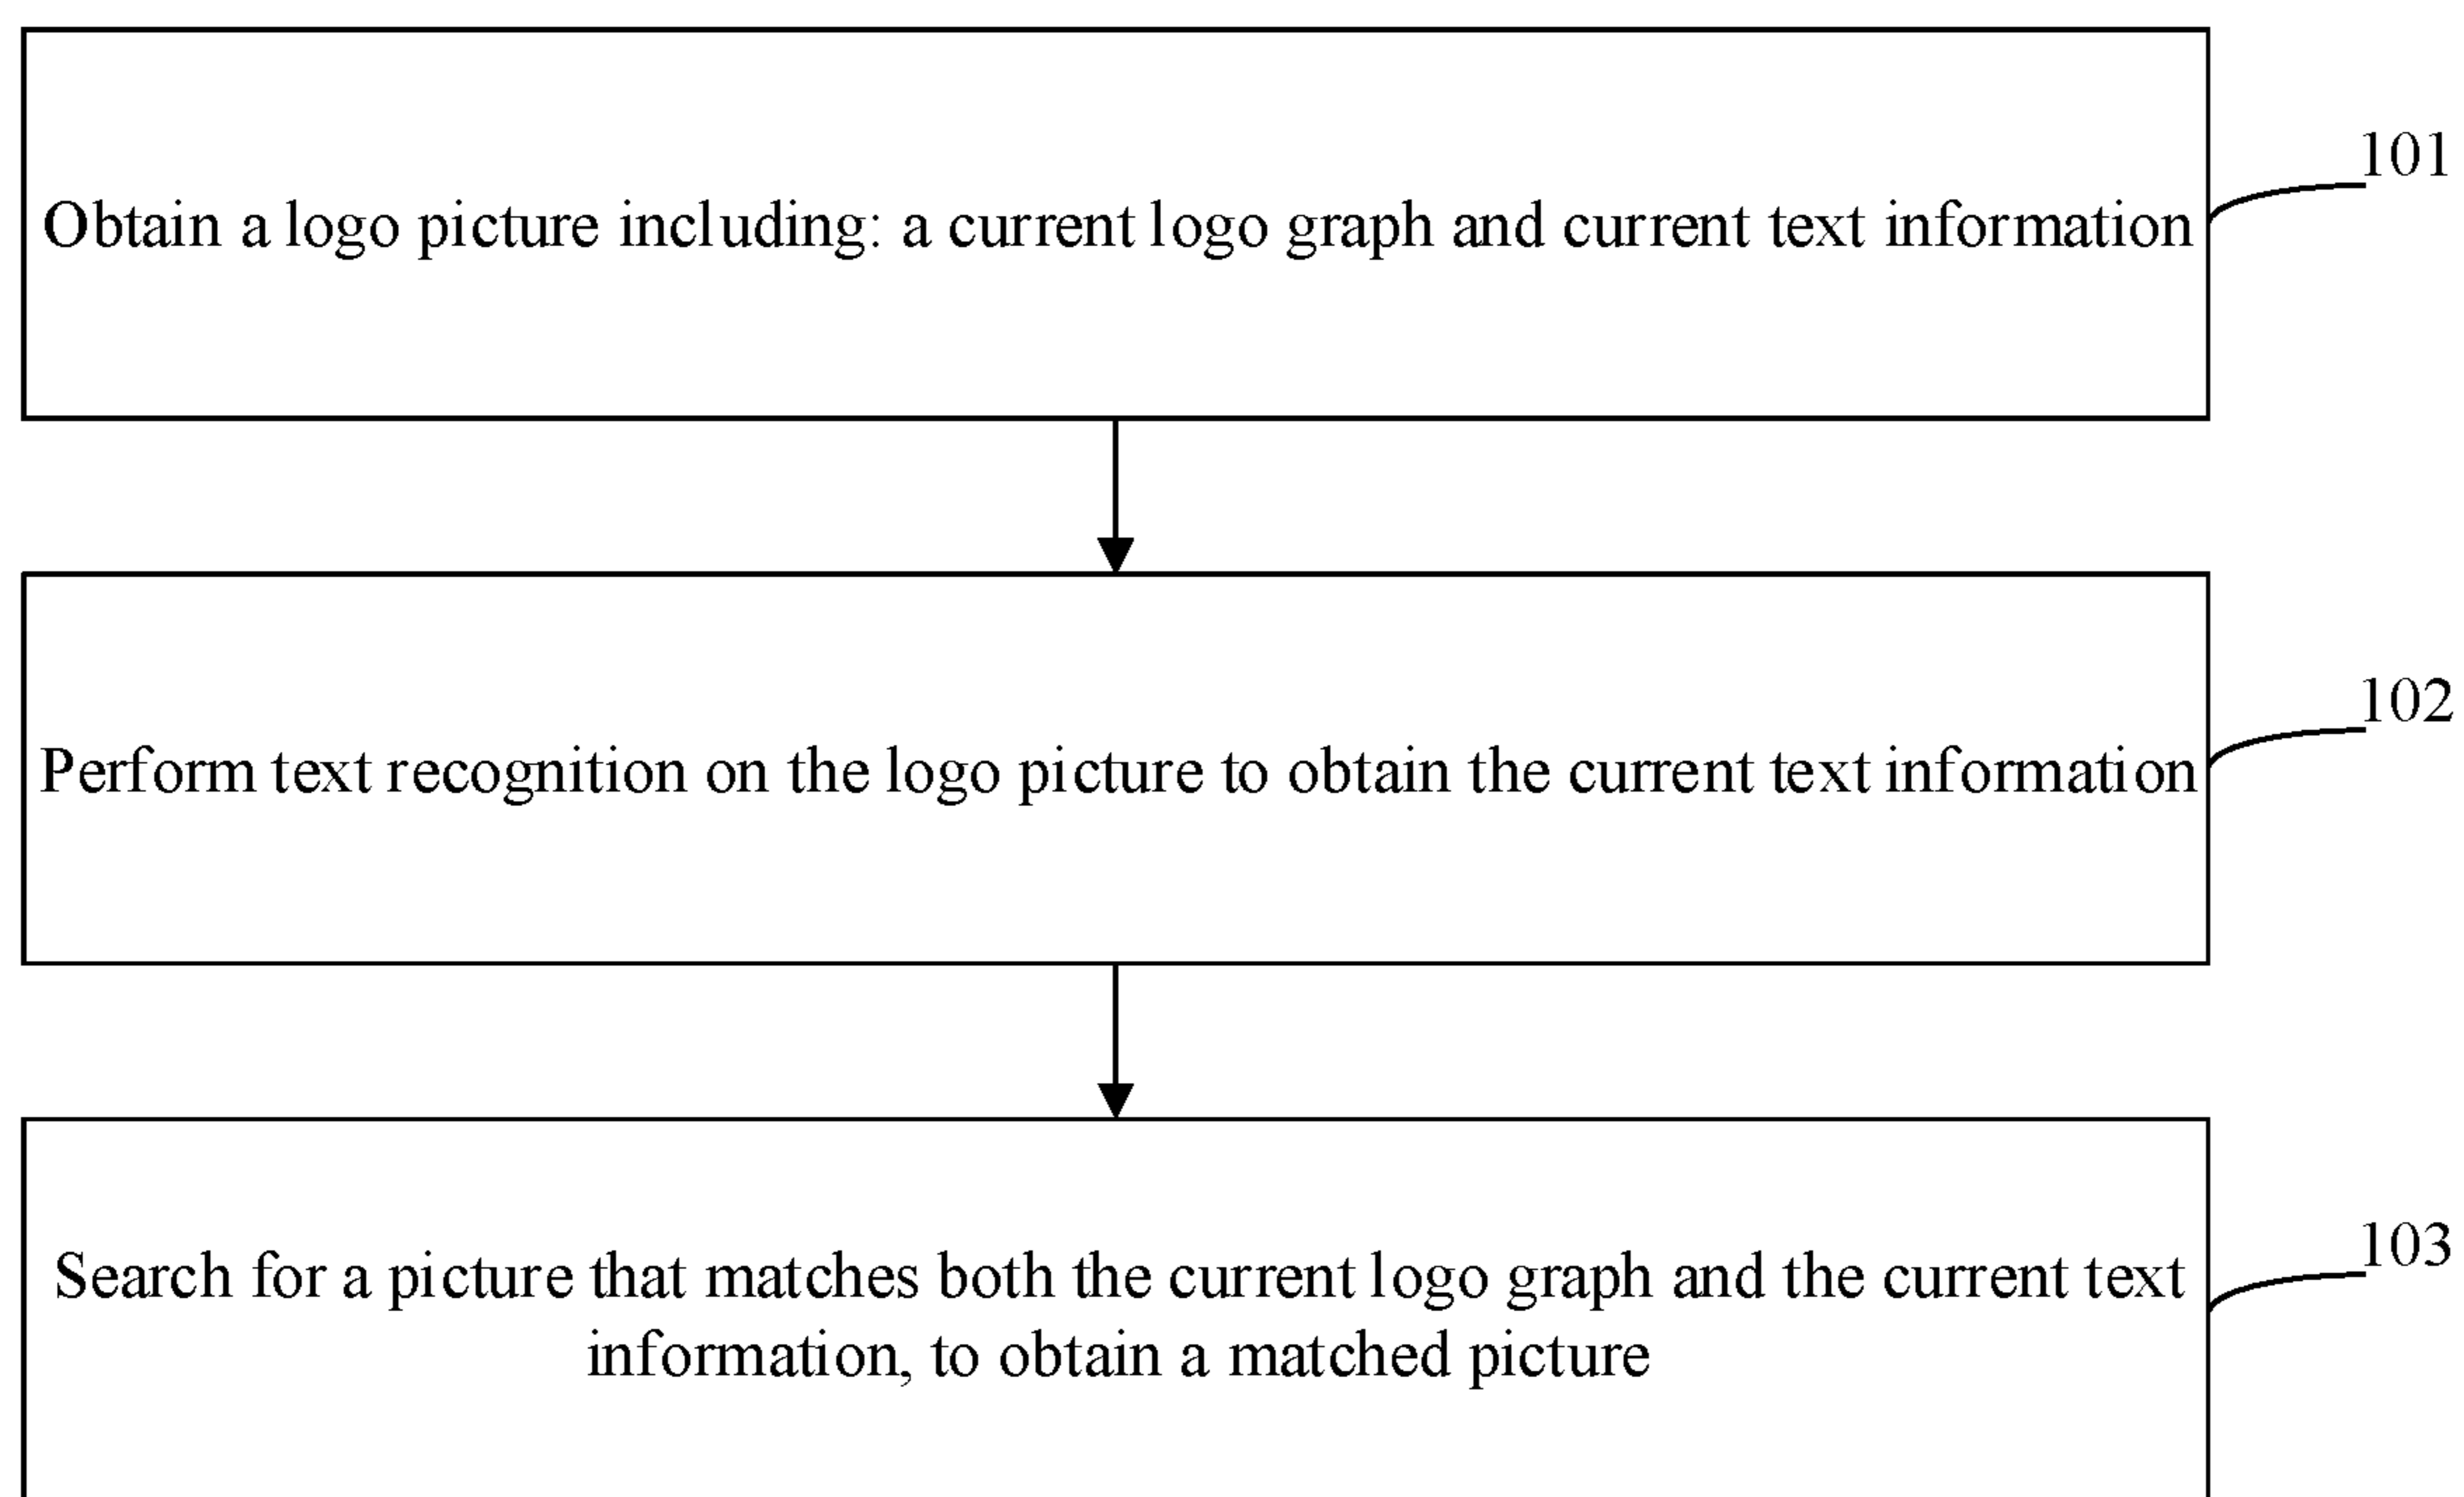 101
Obtain a logo picture including: a current logo graph and current text information
102
Perform text recognition on the logo picture to obtain the current text information
103
Search for a picture that matches both the current logo graph and the current text
information, to obtain a matched picture